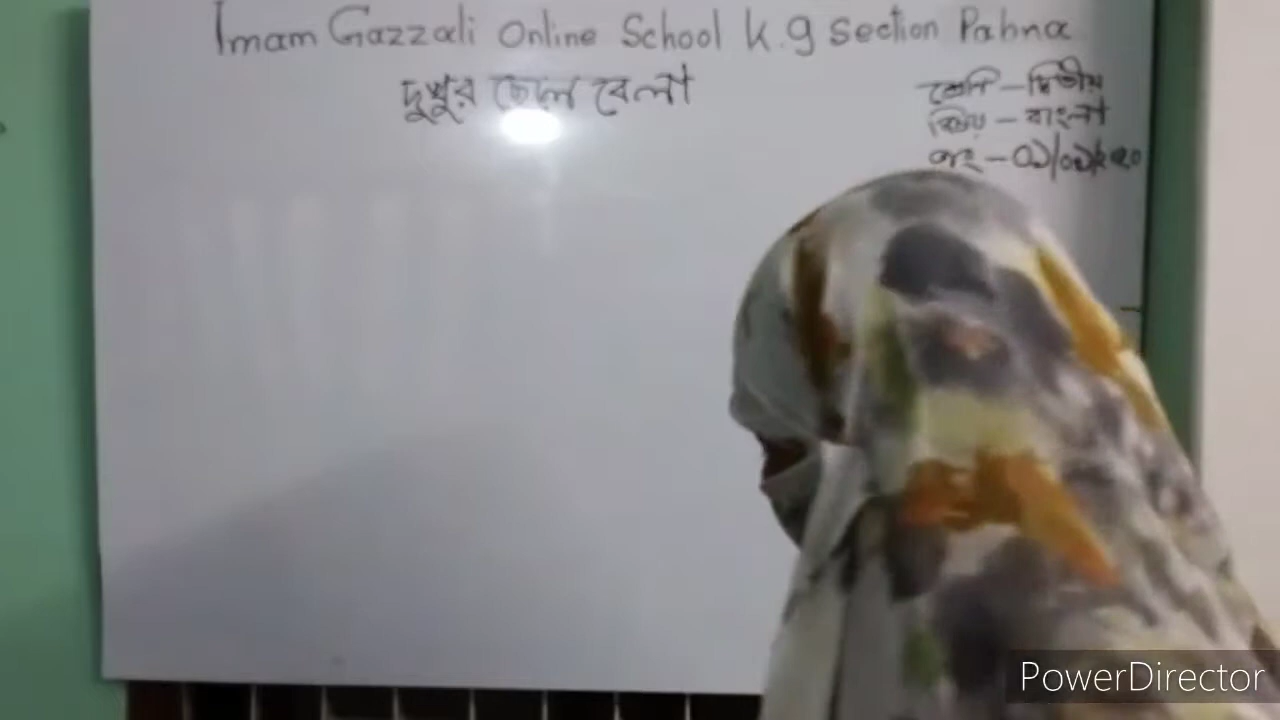 Imam Gazzali Online School K.g section Pabna
দুখুর ছেলে বেলা
শ্রেণি - দ্বিতীয়
বিষয় - বাংলা
PowerDirector